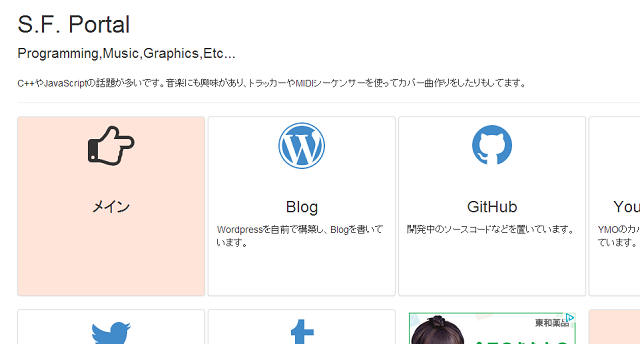 S.F. Portal
Programming,Music,Graphics,Etc...
C++やJavaScriptの話題が多いです。音楽にも興味があり、トラッカーやMIDIシーケンサーを使ってカバー曲作りをしたりもしてます。
メイン
Blog
Wordpressを自前で構築し、Blogを書いて
います。
GitHub
開発中のソースコードなどを置いています。
You
YMOのカバ
ています。
東和薬品